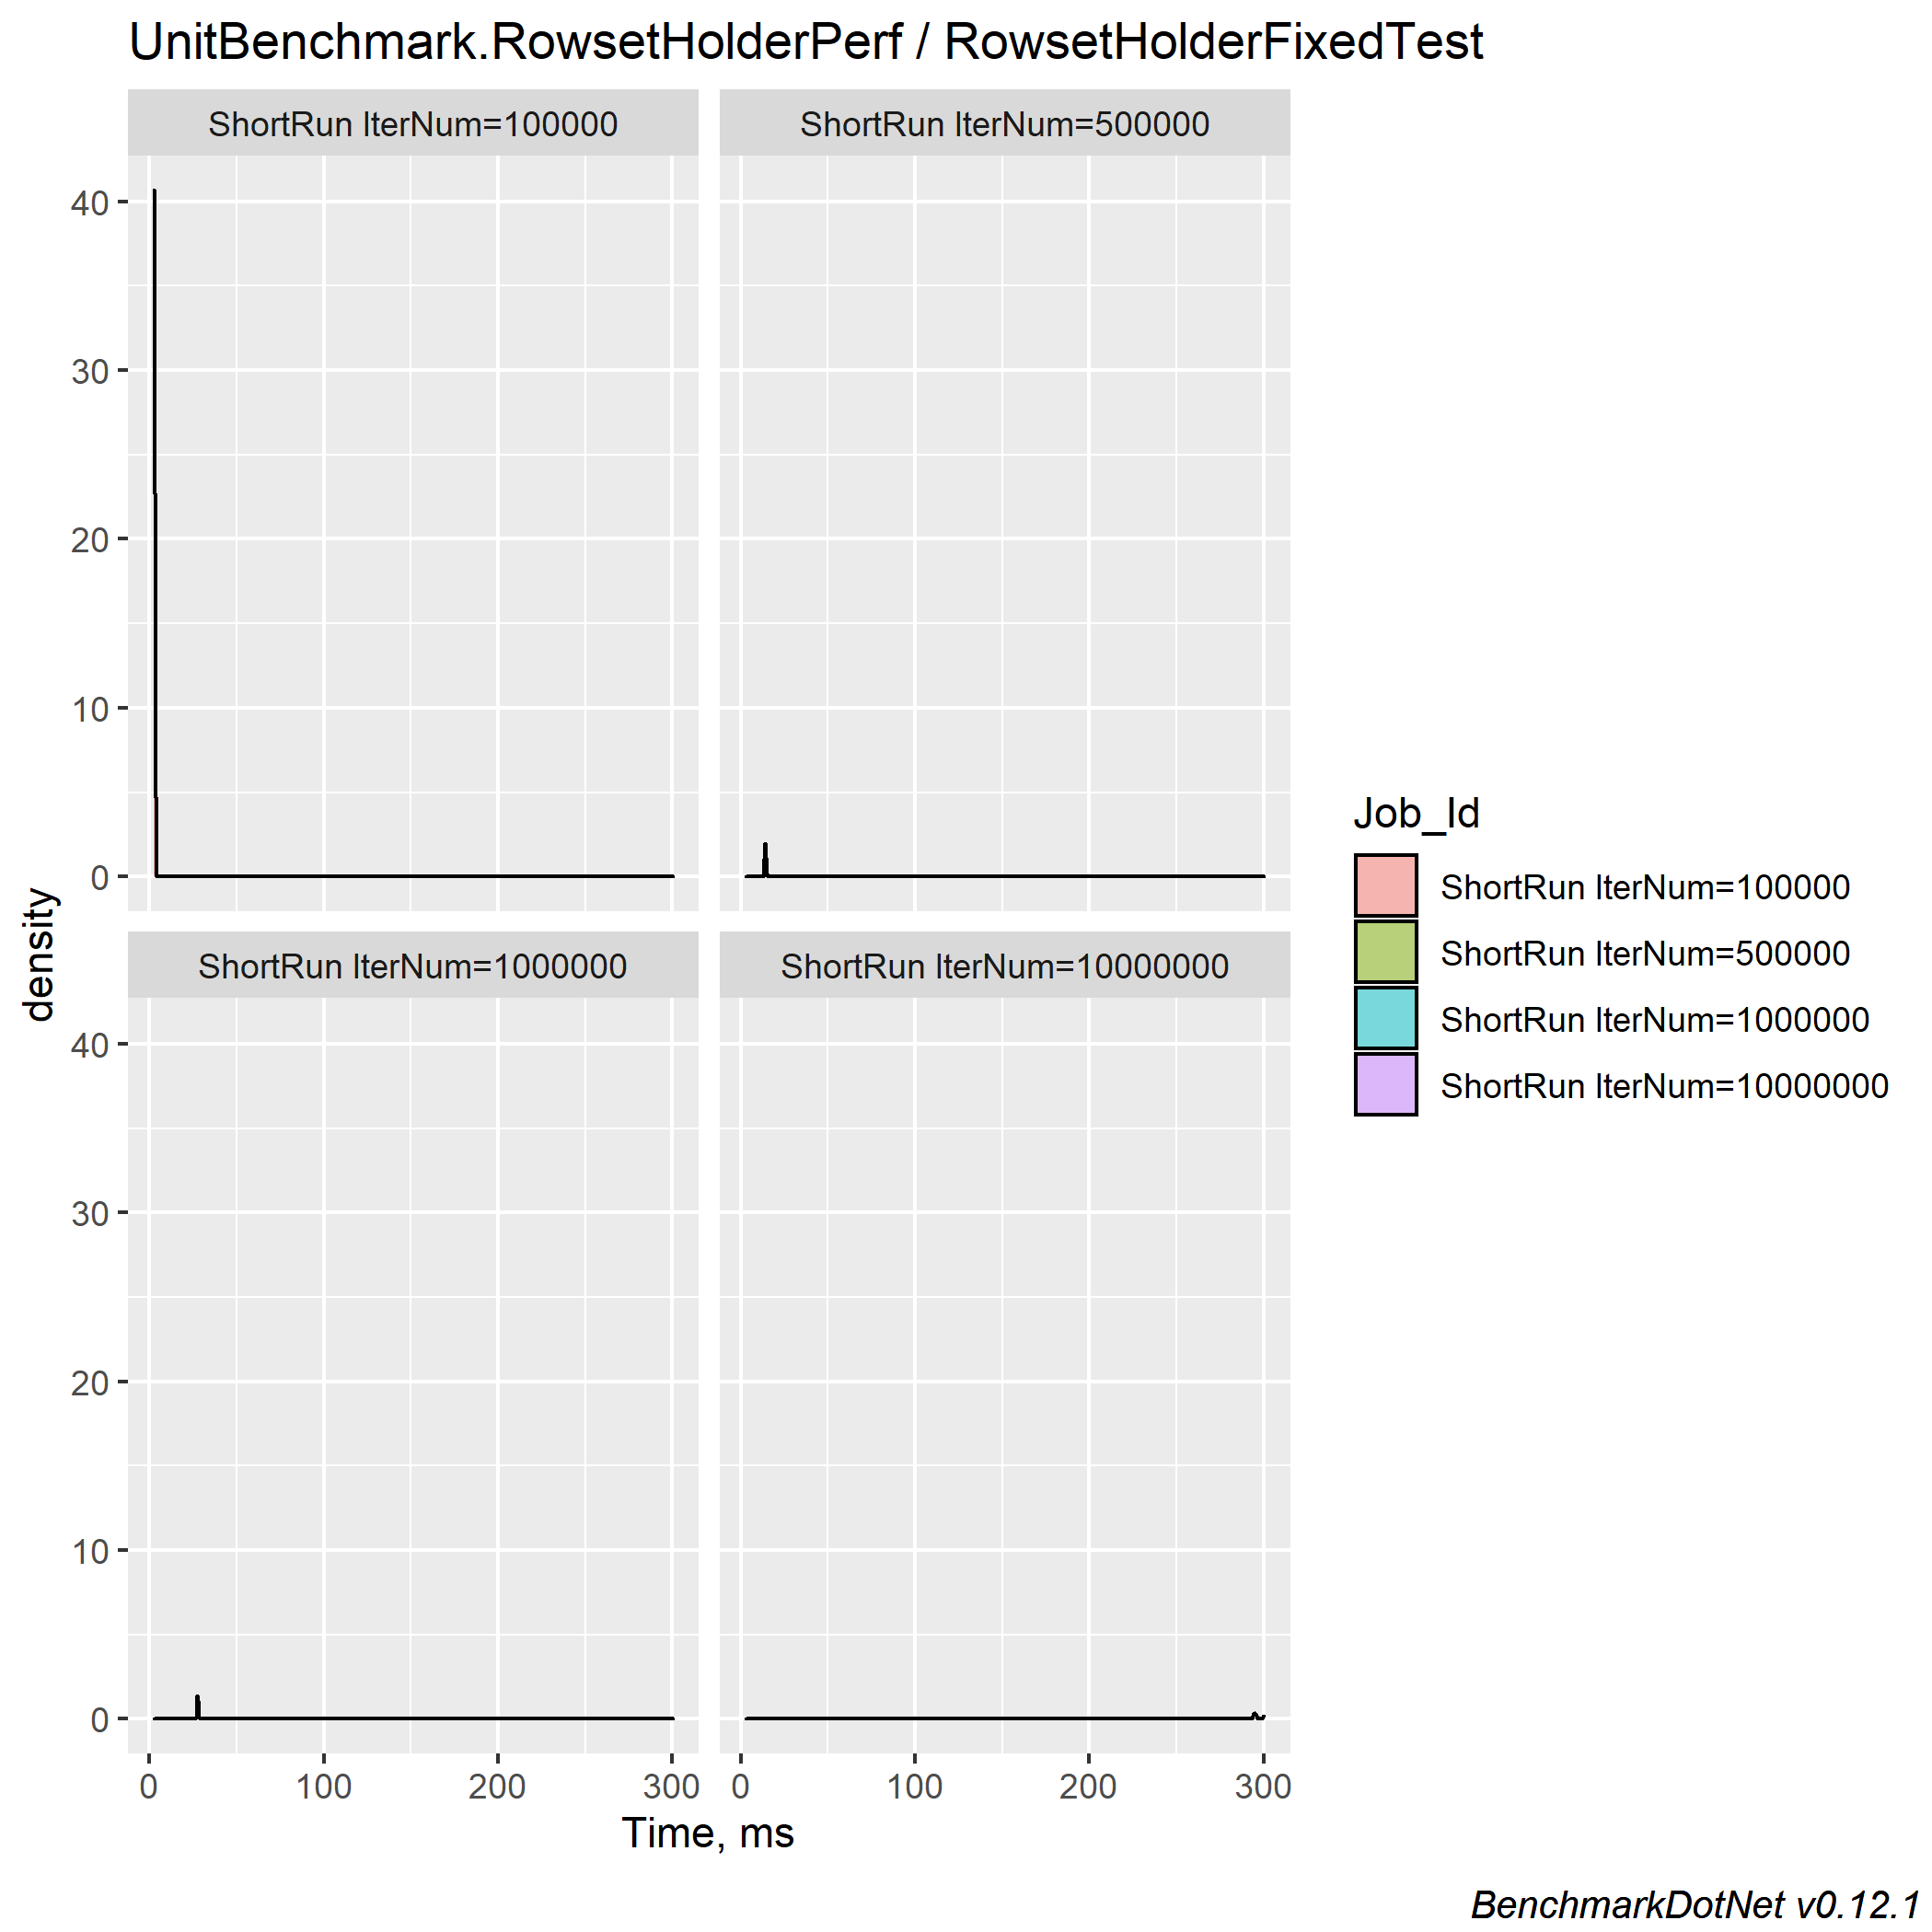 UnitBenchmark.RowsetHolderPerf / RowsetHolderFixedTest
ShortRun IterNum=100000
ShortRun IterNum=500000
40
30
20
10
0
ShortRun IterNum=1000000
ShortRun IterNum=10000000
40
30
20
10
0
0 100 200 300
0 100 200 300
density
Time, ms
Job_Id
ShortRun IterNum=100000
ShortRun IterNum=500000
ShortRun IterNum=1000000
ShortRun IterNum=10000000
BenchmarkDotNet v0.12.1